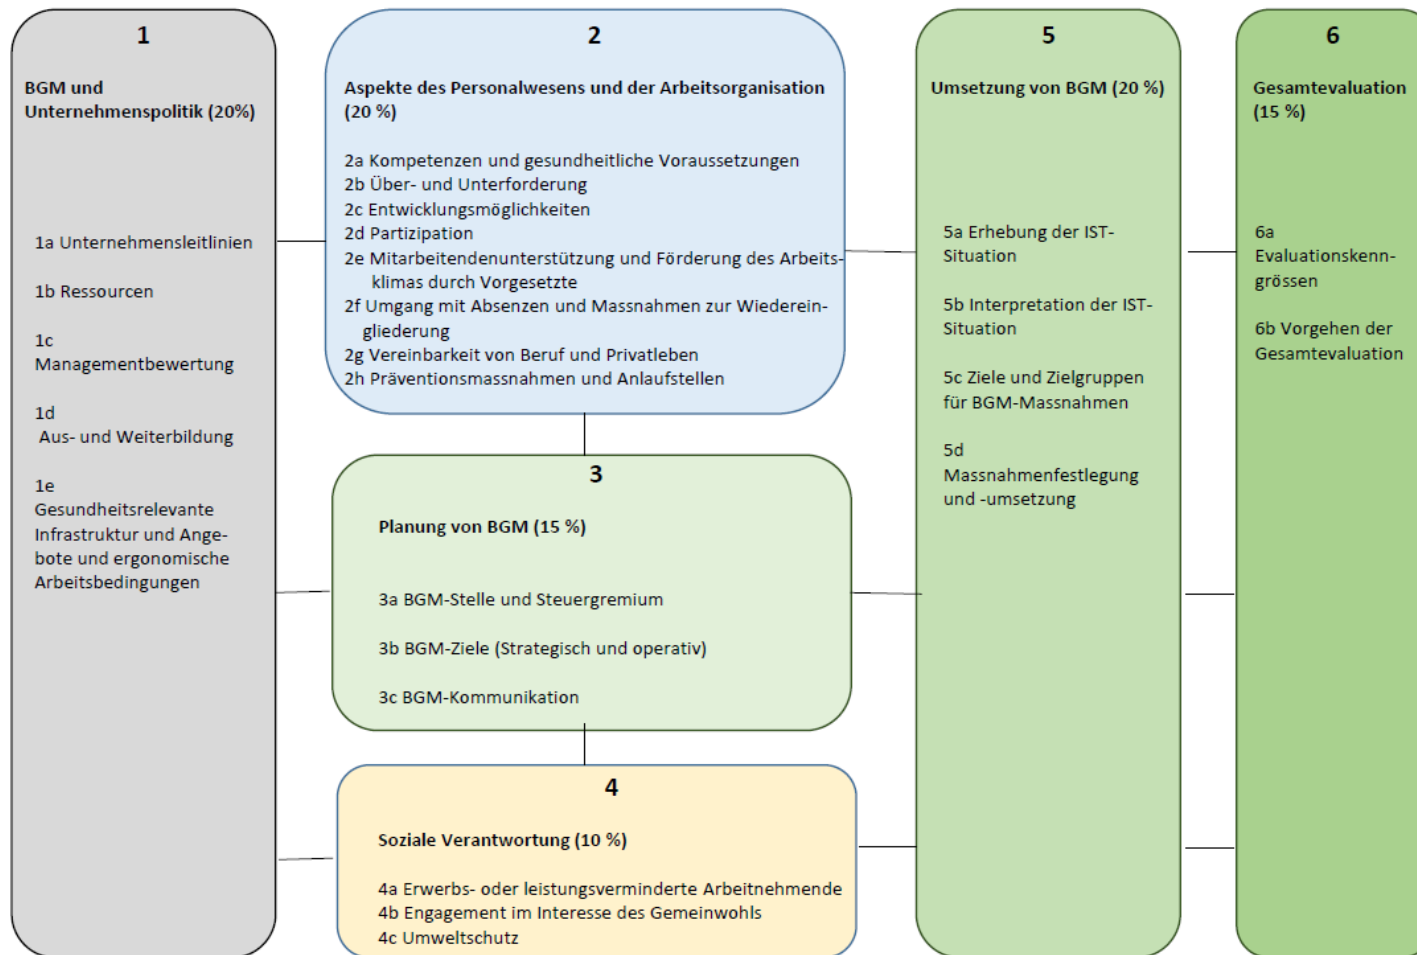 1
BGM und
Unternehmenspolitik (20%)
1a Unternehmensleitlinien
1b Ressourcen
1c
Managementbewertung
1d
Aus- und Weiterbildung
1e
Gesundheitsrelevante
Infrastruktur und Ange-
bote und ergonomische
Arbeitsbedingungen
2
Aspekte des Personalwesens und der Arbeitsorganisation
(20 %)
2a Kompetenzen und gesundheitliche Voraussetzungen
2b Über- und Unterforderung
2c Entwicklungsmöglichkeiten
2d Partizipation
2e Mitarbeitendenunterstützung und Förderung des Arbeits-
klimas durch Vorgesetzte
2f Umgang mit Absenzen und Massnahmen zur Wiederein-
gliederung
2g Vereinbarkeit von Beruf und Privatleben
2h Präventionsmassnahmen und Anlaufstellen
3
Planung von BGM (15 %)
3a BGM-Stelle und Steuergremium
3b BGM-Ziele (Strategisch und operativ)
3c BGM-Kommunikation
4
Soziale Verantwortung (10 %)
4a Erwerbs- oder leistungsverminderte Arbeitnehmende
4b Engagement im Interesse des Gemeinwohls
4c Umweltschutz
5
Umsetzung von BGM (20 %)
5a Erhebung der IST-
Situation
5b Interpretation der IST-
Situation
5c Ziele und Zielgruppen
für BGM-Massnahmen
5d
Massnahmenfestlegung
und -umsetzung
6
Gesamtevaluation
(15 %)
6a
Evaluationskenn-
grössen
6b Vorgehen der
Gesamtevaluation